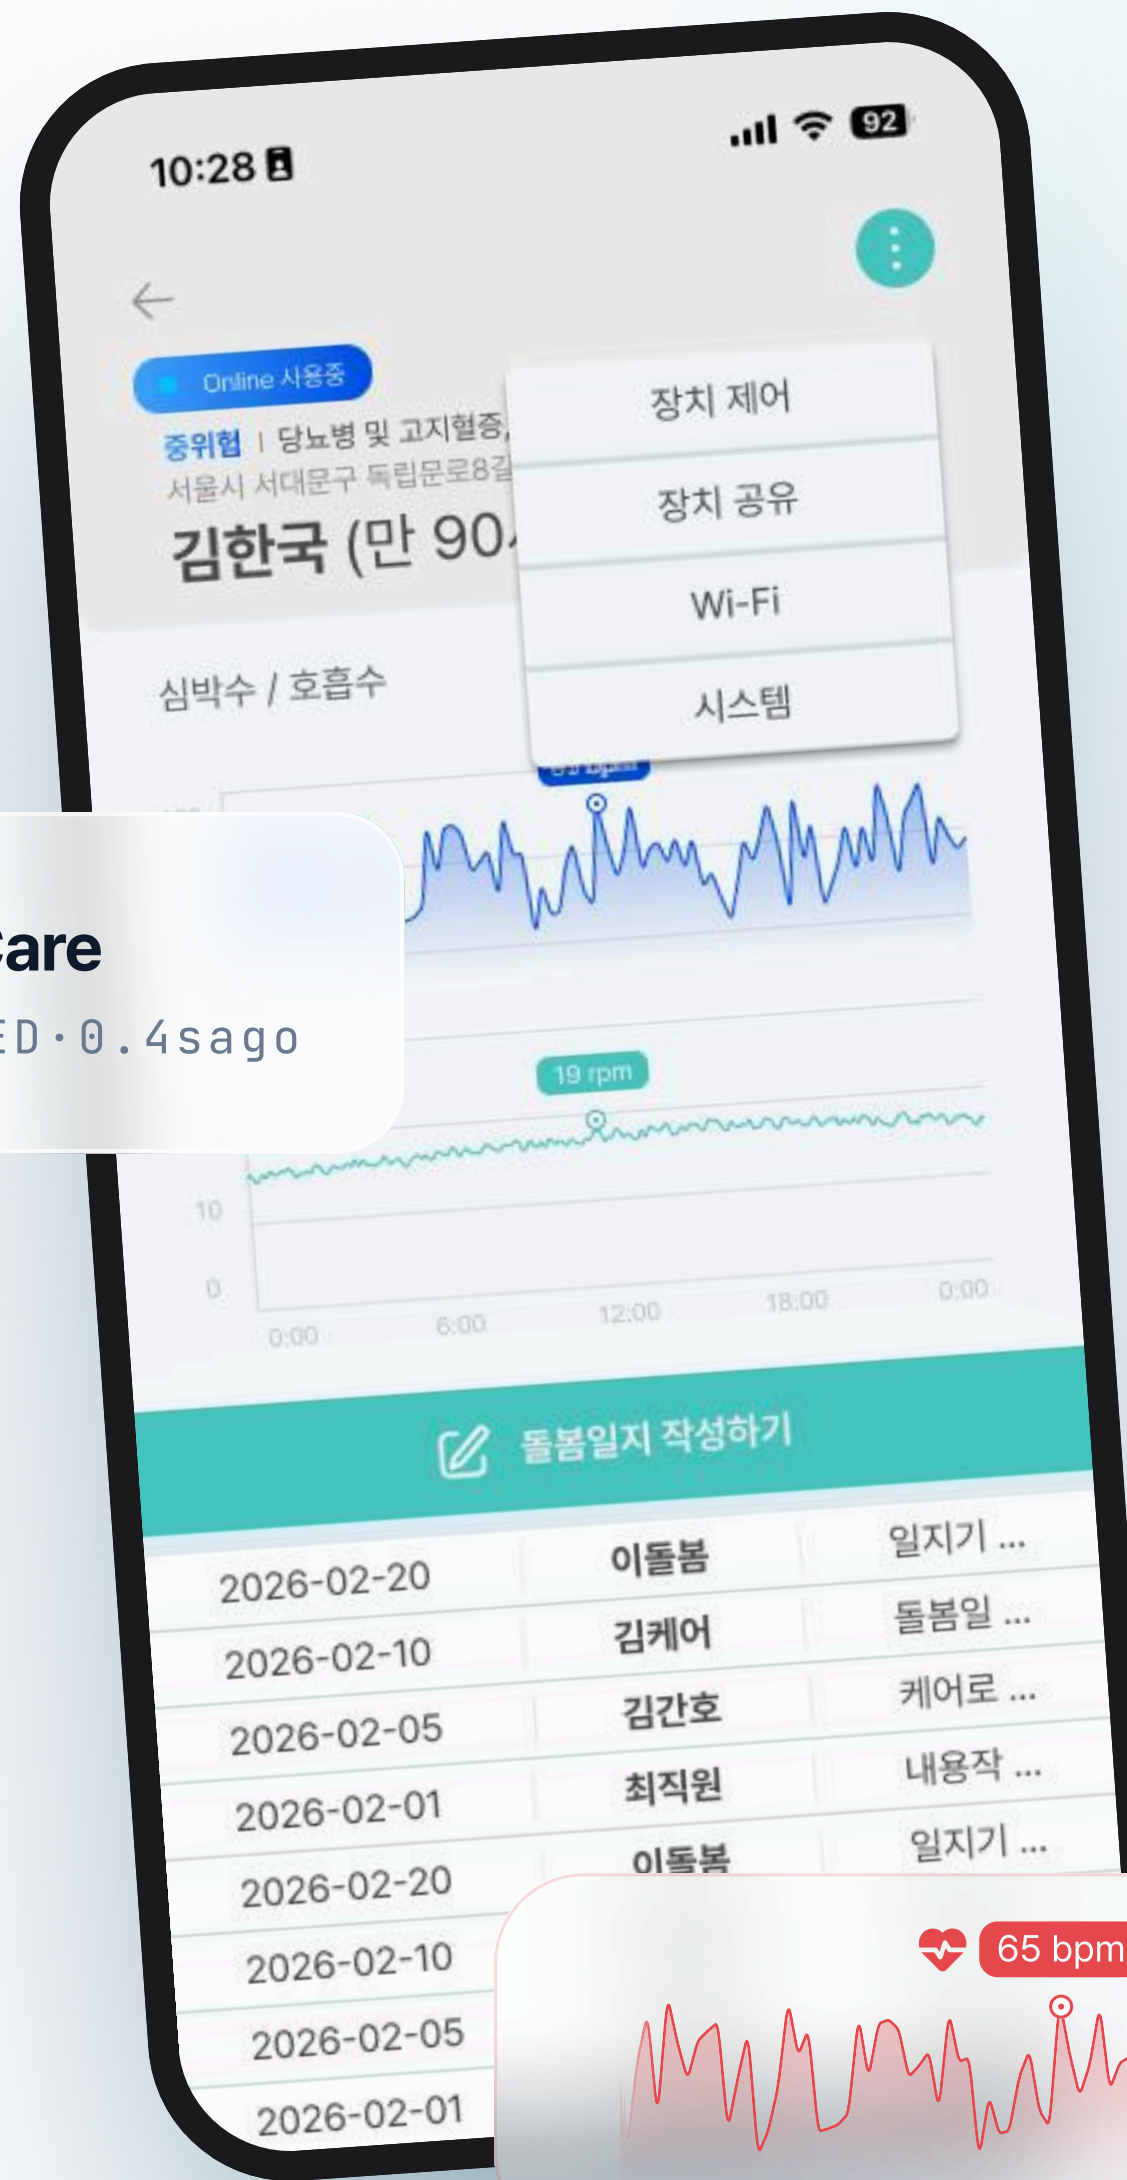 10:28
92
Online 사용중
중위험 | 당뇨병 및 고지혈증,
서울시 서대문구 독립문로8길
김한국 (만 90
장치 제어
장치 공유
Wi-Fi
시스템
심박수 / 호흡수
Care
ED·0.4sago
19 rpm
10
0
0:00 6:00 12:00 18:00 0:00
돌봄일지 작성하기
2026-02-20 이돌봄 일지기 ...
2026-02-10 김케어 돌봄일 ...
2026-02-05 김간호 케어로 ...
2026-02-01 최직원 내용작 ...
2026-02-20 이돌봄 일지기 ...
2026-02-10
2026-02-05
2026-02-01
65 bpm